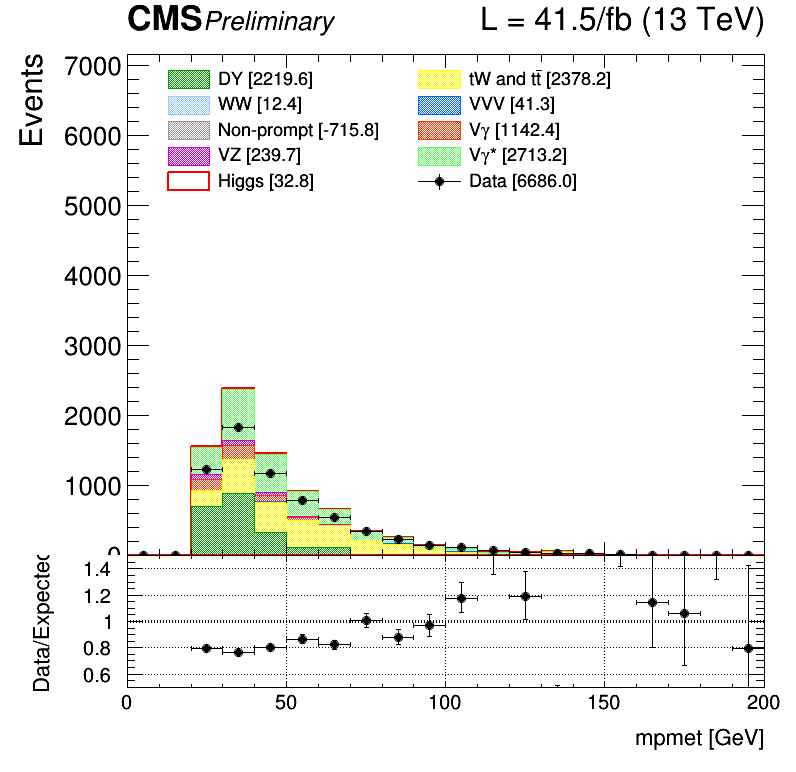 CMS Preliminary L = 41.5/fb (13 TeV)
Events
7000
6000
5000
4000
3000
2000
1000
0
DY [2219.6]
WW [12.4]
Non-prompt [-715.8]
VZ [239.7]
Higgs [32.8]
tW and tt̄ [2378.2]
VVV [41.3]
Vγ [1142.4]
Vγ* [2713.2]
Data [6686.0]
Data/Expected
1.4
1.2
1
0.8
0.6
0 50 100 150 200
mpmet [GeV]